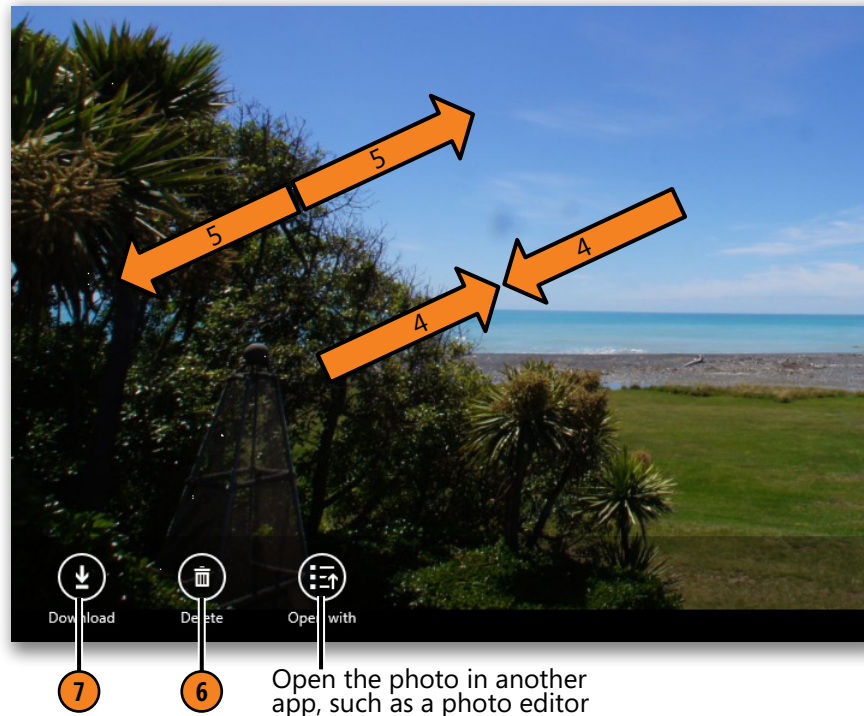 5
5
4
4
Download Delete Open with
7 6 Open the photo in another
app, such as a photo editor